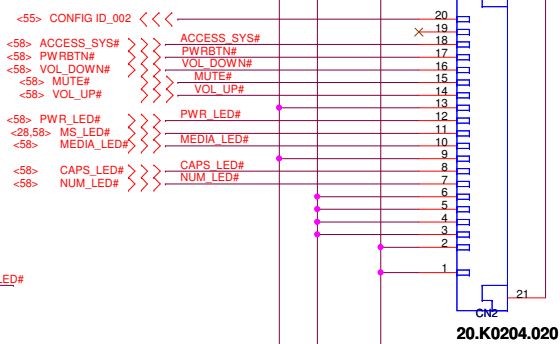 <55> CONFIG ID_002 20
19
<58> ACCESS_SYS# ACCESS_SYS# 18
<58> PWRBTN# PWRBTN# 17
<58> VOL_DOWN# VOL_DOWN# 16
<58> MUTE# MUTE# 15
<58> VOL_UP# VOL_UP# 14
13
<58> PWR_LED# PWR_LED# 12
<28,58> MS_LED# 11
<58> MEDIA_LED# MEDIA_LED# 10
9
<58> CAPS_LED# CAPS_LED# 8
<58> NUM_LED# NUM_LED# 7
6
5
4
3
2
1
LED#
21
CN2
20.K0204.020